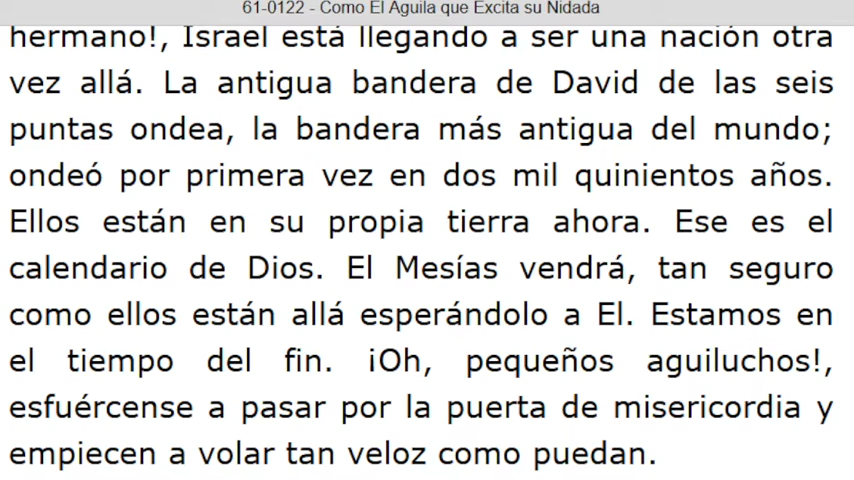 61-0122 - Como El Aguila que Excita su Nidada
hermano!, Israel está llegando a ser una nación otra
vez allá. La antigua bandera de David de las seis
puntas ondea, la bandera más antigua del mundo;
ondeó por primera vez en dos mil quinientos años.
Ellos están en su propia tierra ahora. Ese es el
calendario de Dios. El Mesías vendrá, tan seguro
como ellos están allá esperándolo a El. Estamos en
el tiempo del fin. ¡Oh, pequeños aguiluchos!,
esfuércense a pasar por la puerta de misericordia y
empiecen a volar tan veloz como puedan.